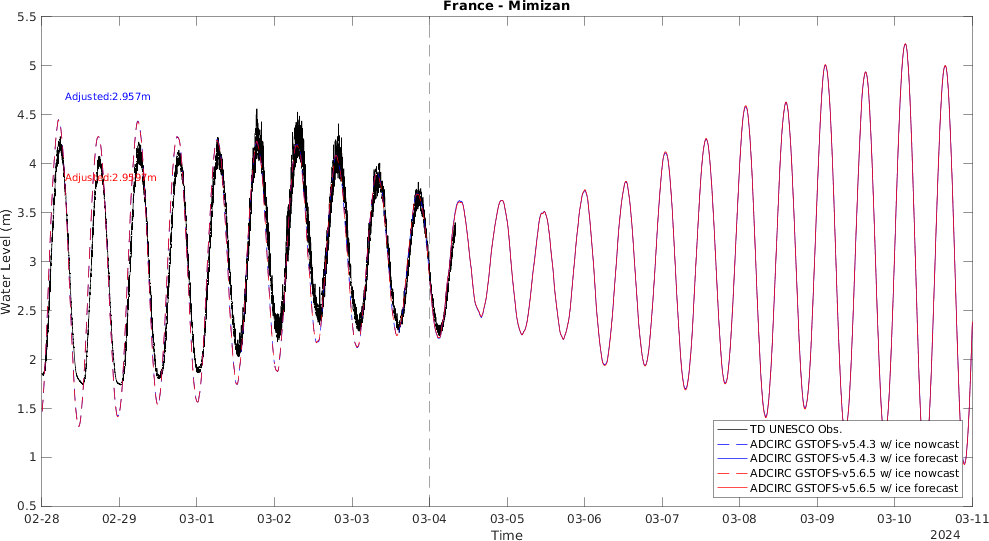 France - Mimizan
5.5
5
4.5
4
3.5
3
2.5
2
1.5
1
0.5
Water Level (m)
Adjusted:2.957m
Adjusted:2.9597m
TD UNESCO Obs.
ADCIRC GSTOFS-v5.4.3 w/ ice nowcast
ADCIRC GSTOFS-v5.4.3 w/ ice forecast
ADCIRC GSTOFS-v5.6.5 w/ ice nowcast
ADCIRC GSTOFS-v5.6.5 w/ ice forecast
02-28 02-29 03-01 03-02 03-03 03-04 03-05 03-06 03-07 03-08 03-09 03-10 03-11
Time
2024